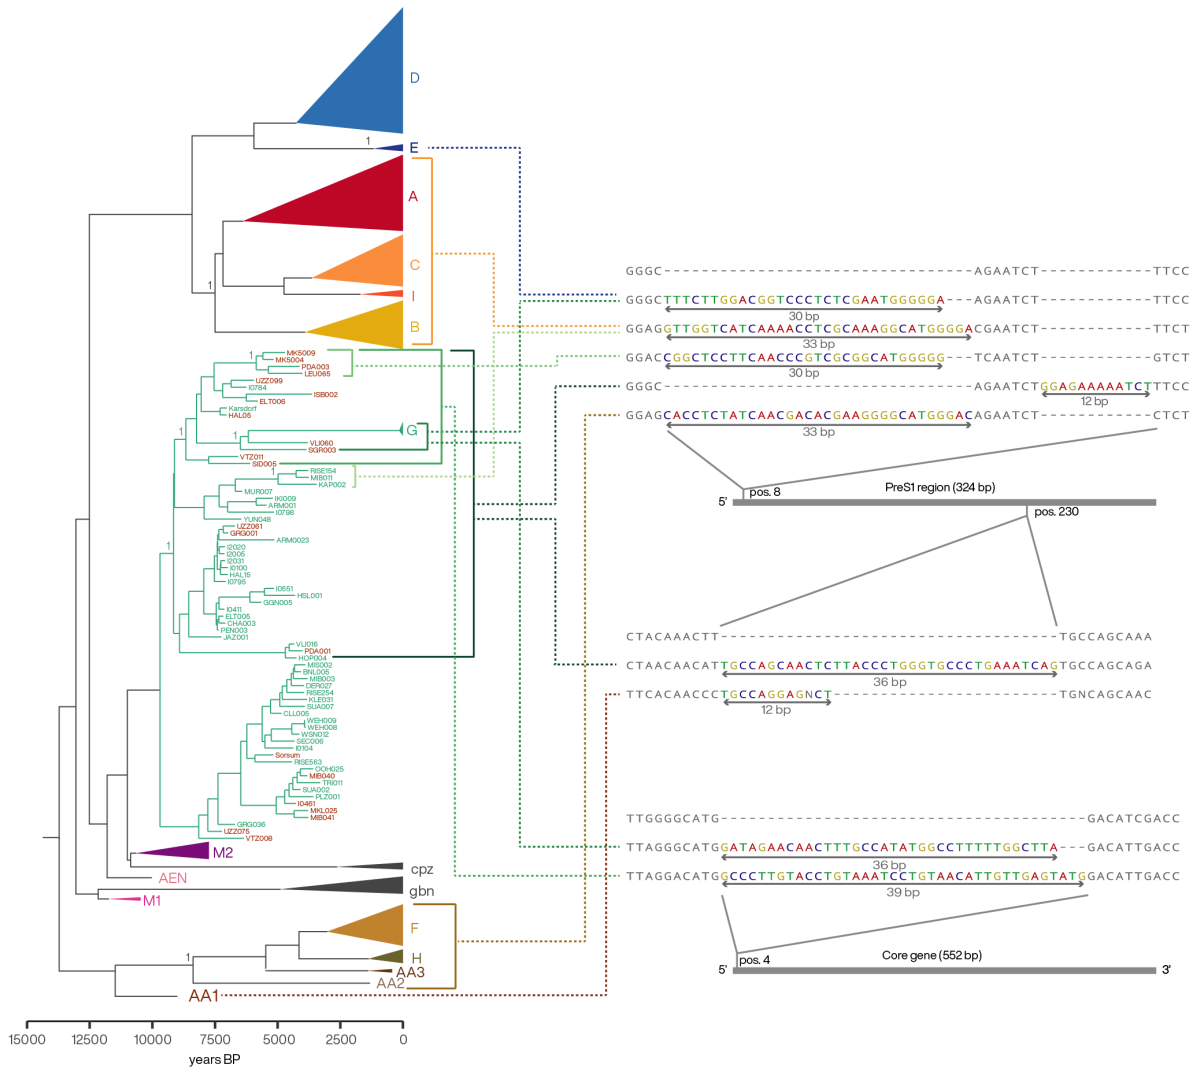 D
1
E
A
C
I
1
B
1
MK5009
MK5004
PDA003
LEU065
UZZ099
I0784
ISB002
ELT006
Karsdorf
HAL05
G
1
VLI060
SGR003
VTZ011
1
SID005
1
RISE154
MIB011
KAP002
MUR007
IKI009
ARM001
I0798
YUN048
UZZ061
GRG001
ARM0023
1
I2020
I2005
I2031
I0100
HAL15
I0795
I0551
HSL001
GGN005
I0411
ELT005
CHA003
PEN003
JAZ001
VLI016
PDA001
HOP004
MIS002
BNL005
MIB003
DER027
RISE254
KLE031
SUA007
CLL005
WEH009
WEH008
WSN012
SEC006
I0104
Sorsum
RISE563
OOH025
MIB040
TRI011
SUA002
PLZ001
I0461
MKL025
MIB041
GRG036
UZZ075
VTZ008
M2
cpz
AEN
gbn
M1
F
1
H
AA3
AA2
AA1
15000 12500 10000 7500 5000 2500 0
years BP
GGGC-------------------------------AGAATCT------------TTCC
GGGCTTTCTTGGACGGTCCCTCTCGAATGGGGGA---AGAATCT------------TTCC
30 bp
GGAGGTTGGTCATCAAAACCTCGCAAAGGCATGGGGACGAATCT------------TTCT
33 bp
GGACCGGCTCCTTCAACCCGTCGCGGCATGGGGG---TCAATCT------------GTCT
30 bp
GGGC-------------------------------AGAATCTGGAGAAAAATCTTTCC
12 bp
GGAGCACCTCTATCAACGACACGAAGGGGCATGGGACAGAATCT------------CTCT
33 bp
pos. 8
PreS1 region (324 bp)
5'
pos. 230
CTACAAACTT------------------------------------TGCCAGCAAA
CTAACAACATTGCCAGCAACTCTTACCCTGGGTGCCCTGAAATCAGTGCCAGCAGA
36 bp
TTCACAACCCTGCCAGGAGNCT------------------------TGNCAGCAAC
12 bp
TTGGGGCATG---------------------------------------GACATCGACC
TTAGGGCATGGATAGAACAACTTTGCCATATGGCCTTTTTGGCTTA---GACATTGACC
36 bp
TTAGGACATGGCCCTTGTACCTGTAAATCCTGTAACATTGTTGAGTATGGACATTGACC
39 bp
pos. 4
Core gene (552 bp)
5'
3'